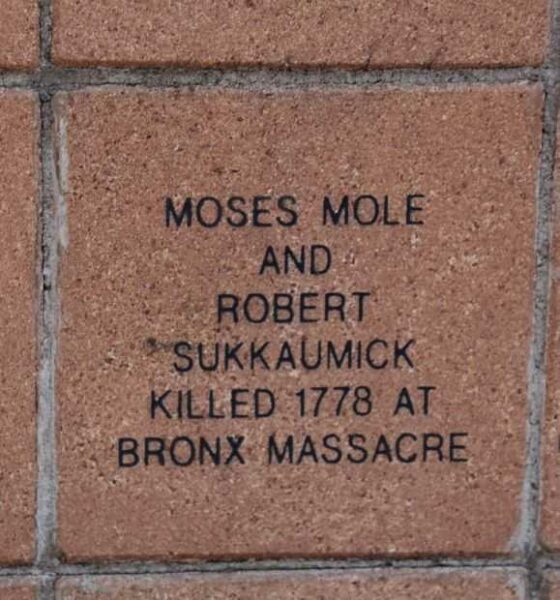 MOSES MOLE
AND
ROBERT
SUKKAUMICK
KILLED 1778 AT
BRONX MASSACRE